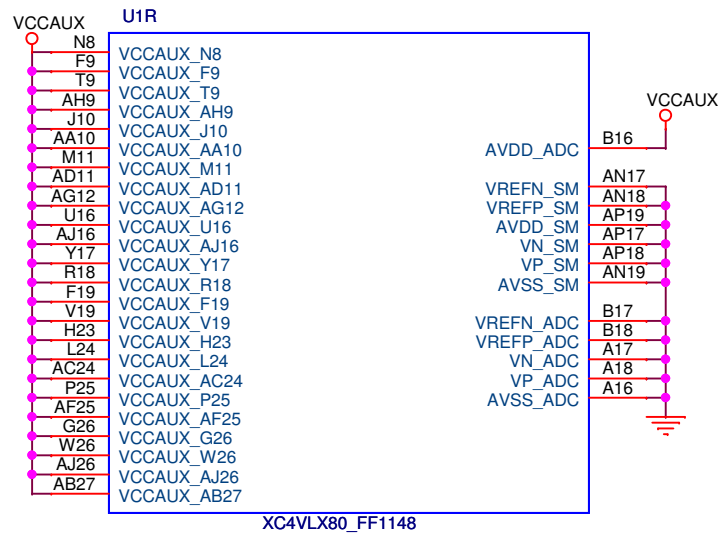 VCCAUX
U1R
N8 VCCAUX_N8
F9 VCCAUX_F9
T9 VCCAUX_T9
AH9 VCCAUX_AH9
J10 VCCAUX_J10
AA10 VCCAUX_AA10
M11 VCCAUX_M11
AD11 VCCAUX_AD11
AG12 VCCAUX_AG12
U16 VCCAUX_U16
AJ16 VCCAUX_AJ16
Y17 VCCAUX_Y17
R18 VCCAUX_R18
F19 VCCAUX_F19
V19 VCCAUX_V19
H23 VCCAUX_H23
L24 VCCAUX_L24
AC24 VCCAUX_AC24
P25 VCCAUX_P25
AF25 VCCAUX_AF25
G26 VCCAUX_G26
W26 VCCAUX_W26
AJ26 VCCAUX_AJ26
AB27 VCCAUX_AB27
VCCAUX
AVDD_ADC B16
VREFN_SM AN17
VREFP_SM AN18
AVDD_SM AP19
VN_SM AP17
VP_SM AP18
AVSS_SM AN19
VREFN_ADC B17
VREFP_ADC B18
VN_ADC A17
VP_ADC A18
AVSS_ADC A16
XC4VLX80_FF1148